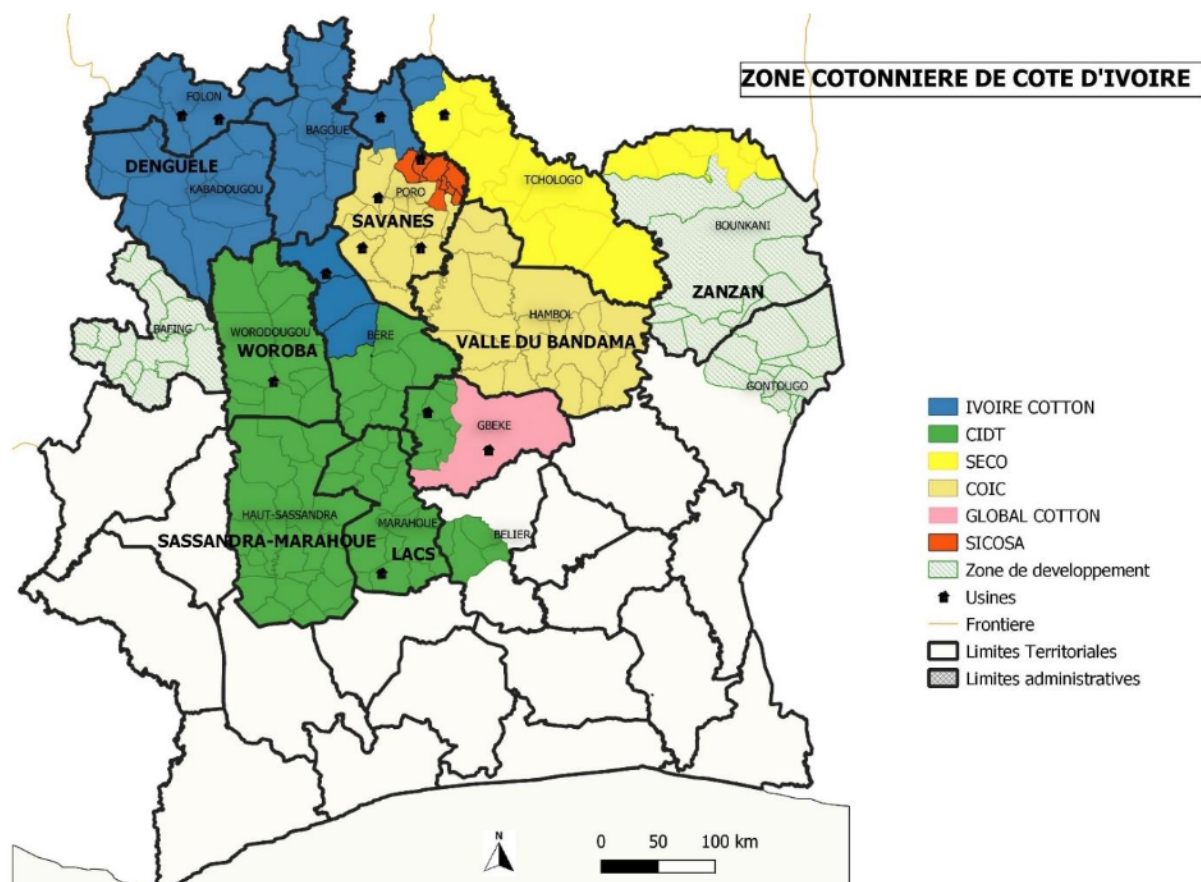 ZONE COTONNIERE DE COTE D'IVOIRE
FOLON
BAGOUE
DENGUELE
KABADOUGOU
PORO
TCHOLOGO
SAVANES
BOUNKANI
ZANZAN
BAFING
WORODOUGOU
WOROBA
BERE
HAMBOL
VALLE DU BANDAMA
GONTOUGO
GBEKE
HAUT-SASSANDRA
MARAHOUE
SASSANDRA-MARAHOUE
LACS
BELIER
IVOIRE COTTON
CIDT
SECO
COIC
GLOBAL COTTON
SICOSA
Zone de developpement
Usines
Frontiere
Limites Territoriales
Limites administratives
N
0 50 100 km